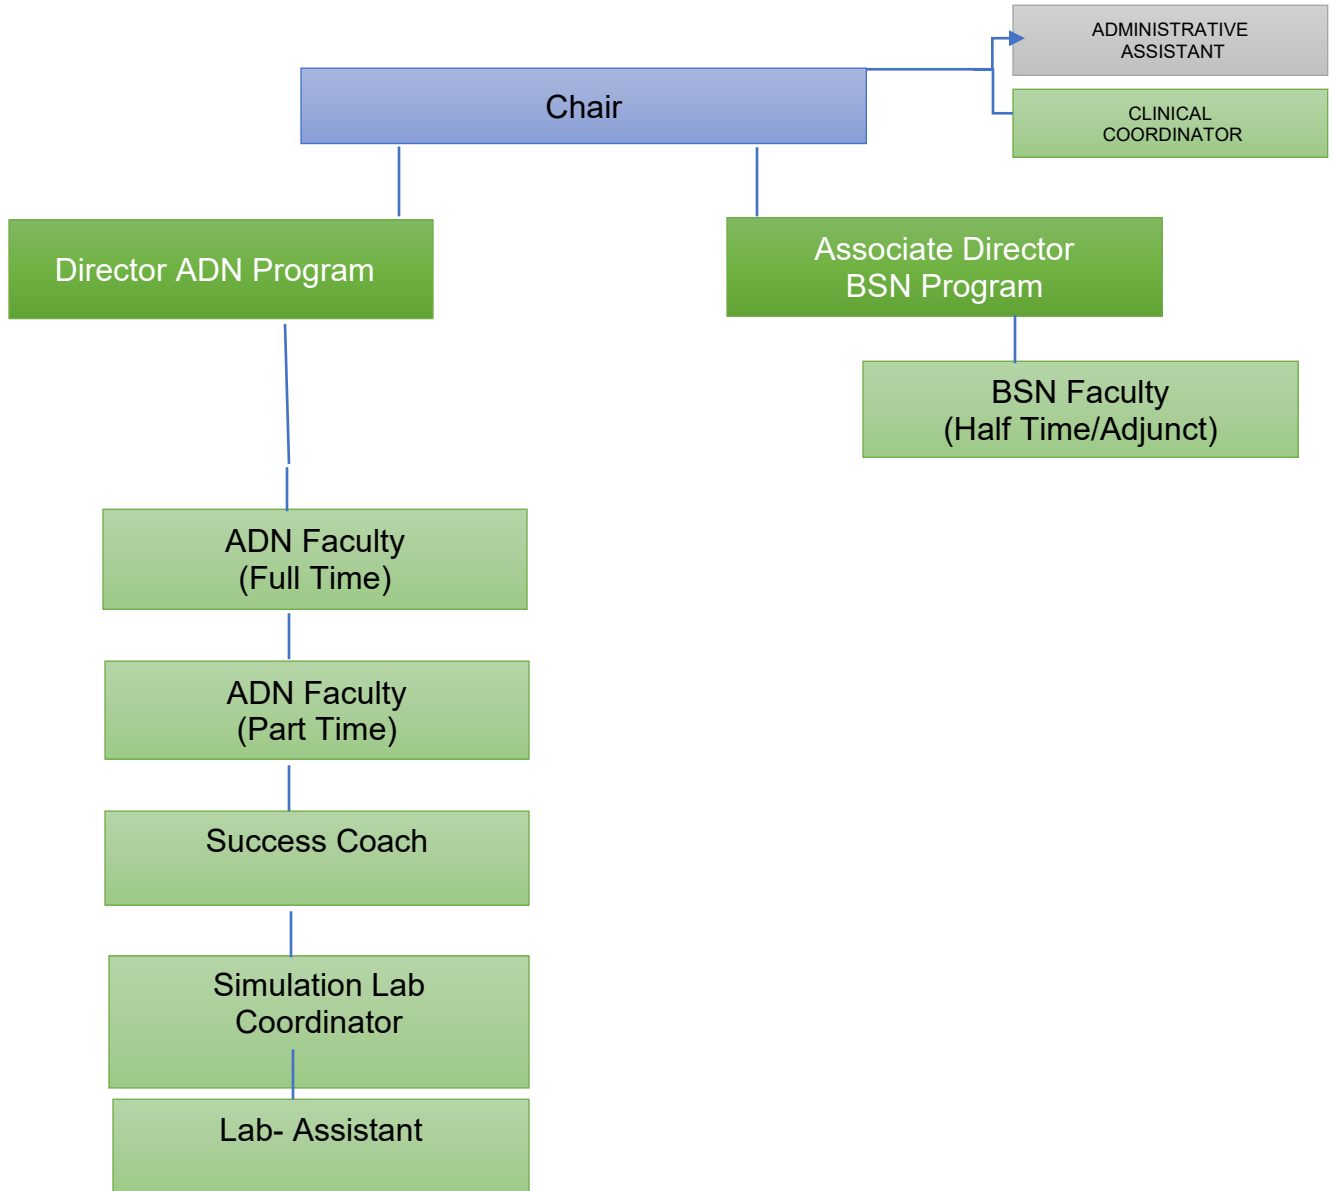 ADMINISTRATIVE
ASSISTANT
Chair
CLINICAL
COORDINATOR
Director ADN Program
Associate Director
BSN Program
BSN Faculty
(Half Time/Adjunct)
ADN Faculty
(Full Time)
ADN Faculty
(Part Time)
Success Coach
Simulation Lab
Coordinator
Lab- Assistant